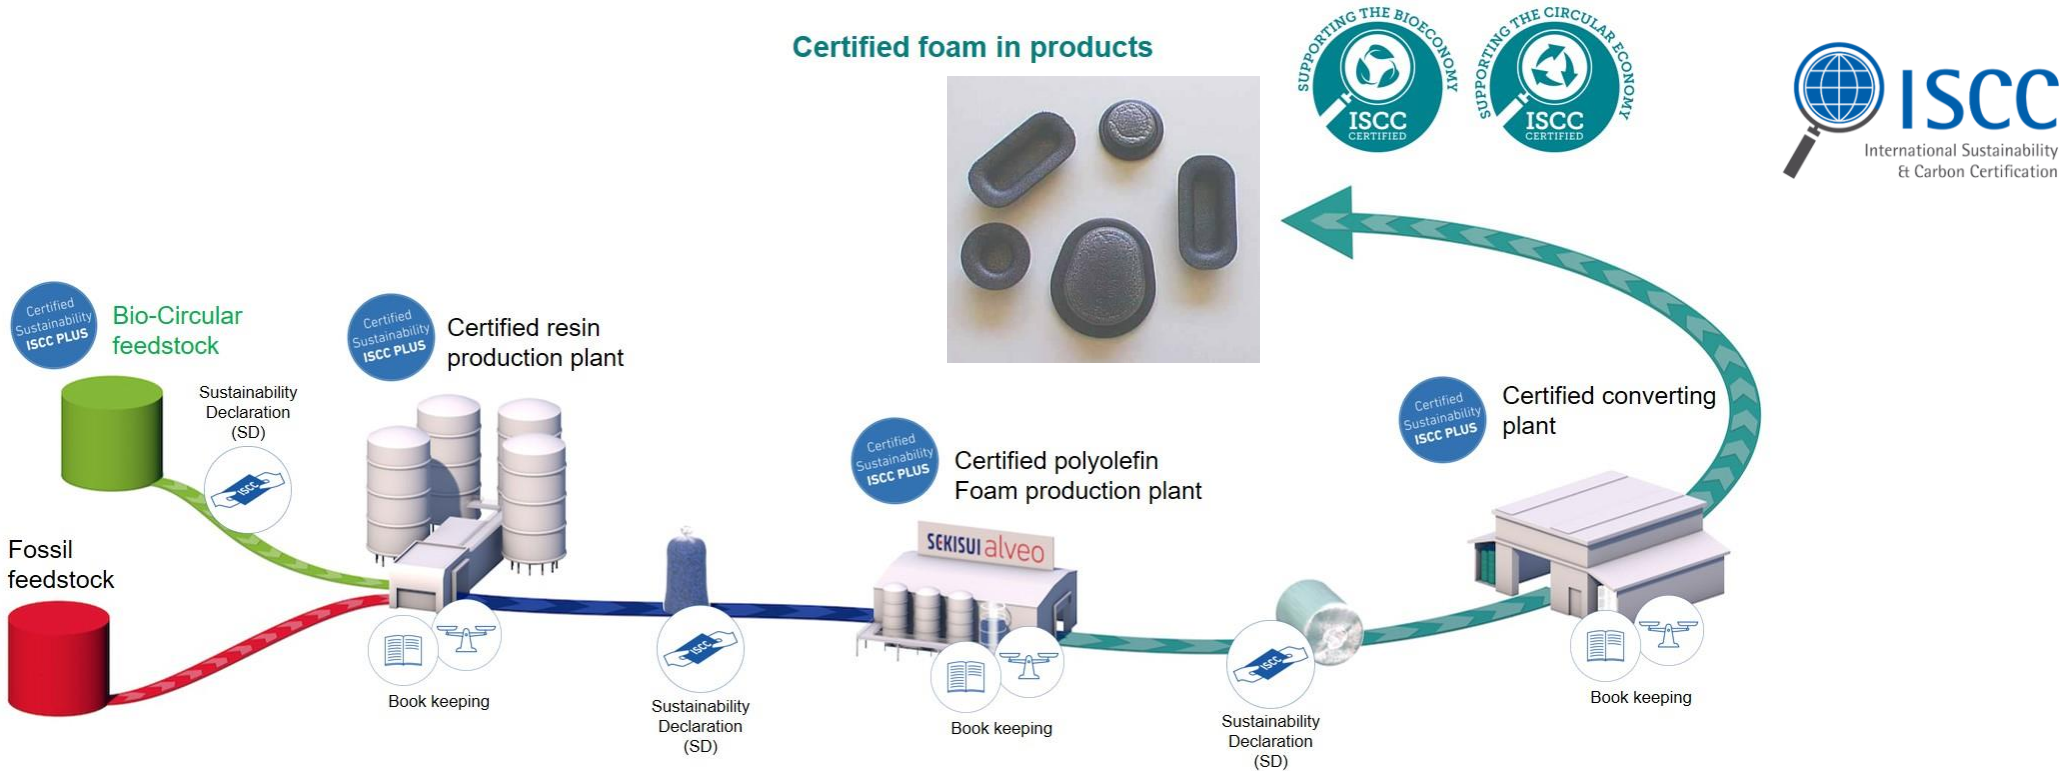 Certified foam in products
SUPPORTING THE BIOECONOMY
ISCC
CERTIFIED
SUPPORTING THE CIRCULAR ECONOMY
ISCC
CERTIFIED
ISCC
International Sustainability
& Carbon Certification
Certified
Sustainability
ISCC PLUS
Bio-Circular
feedstock
Sustainability
Declaration
(SD)
ISCC
Fossil
feedstock
Certified
Sustainability
ISCC PLUS
Certified resin
production plant
Book keeping
ISCC
Sustainability
Declaration
(SD)
Certified
Sustainability
ISCC PLUS
Certified polyolefin
Foam production plant
SEKISUI alveo
Book keeping
ISCC
Sustainability
Declaration
(SD)
Certified
Sustainability
ISCC PLUS
Certified converting
plant
Book keeping